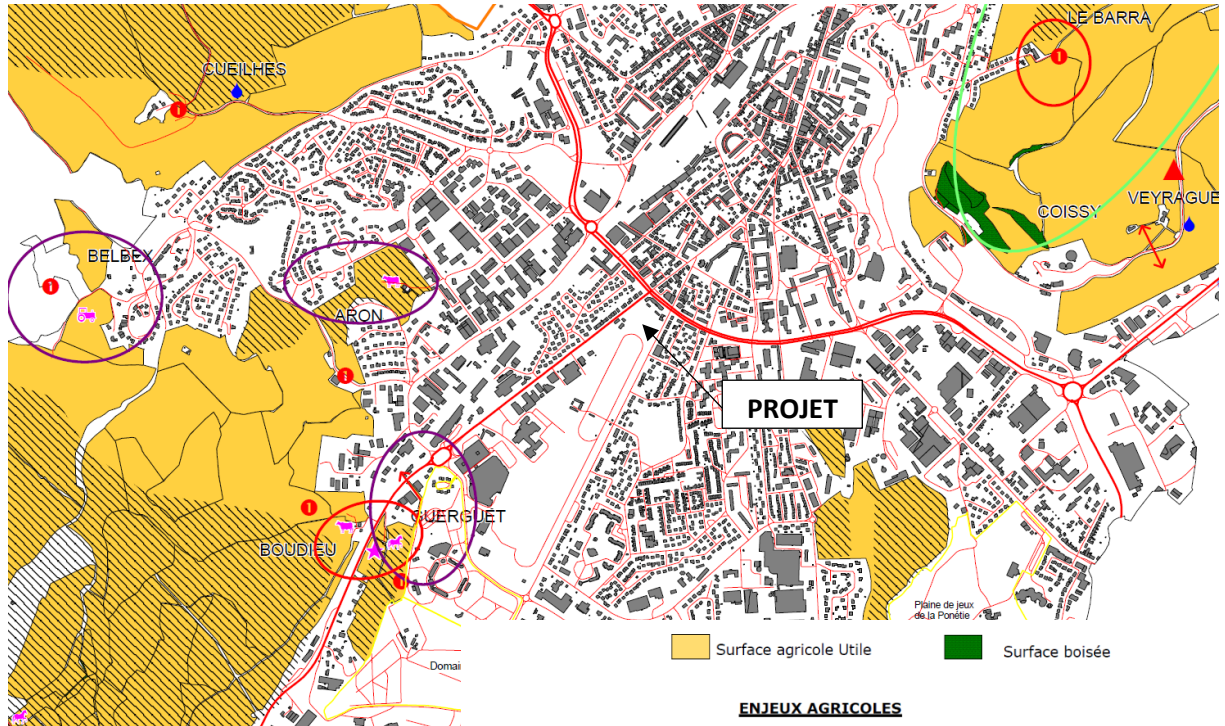 LE BARRA
CUEILHES
COISSY
VEYRAGUE
BELBEX
ARON
PROJET
GUERGUET
BOUDIEU
Plaine de jeux
de la Ponétie
Domai
Surface agricole Utile
Surface boisée
ENJEUX AGRICOLES